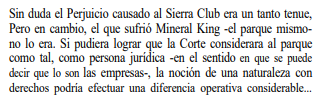 Sin duda el Perjuicio causado al Sierra Club era un tanto tenue,
Pero en cambio, el que sufrió Mineral King -el parque mismo-
no lo era. Si pudiera lograr que la Corte considerara al parque
como tal, como persona jurídica -en el sentido en que se puede
decir que lo son las empresas-, la noción de una naturaleza con
derechos podría efectuar una diferencia operativa considerable...